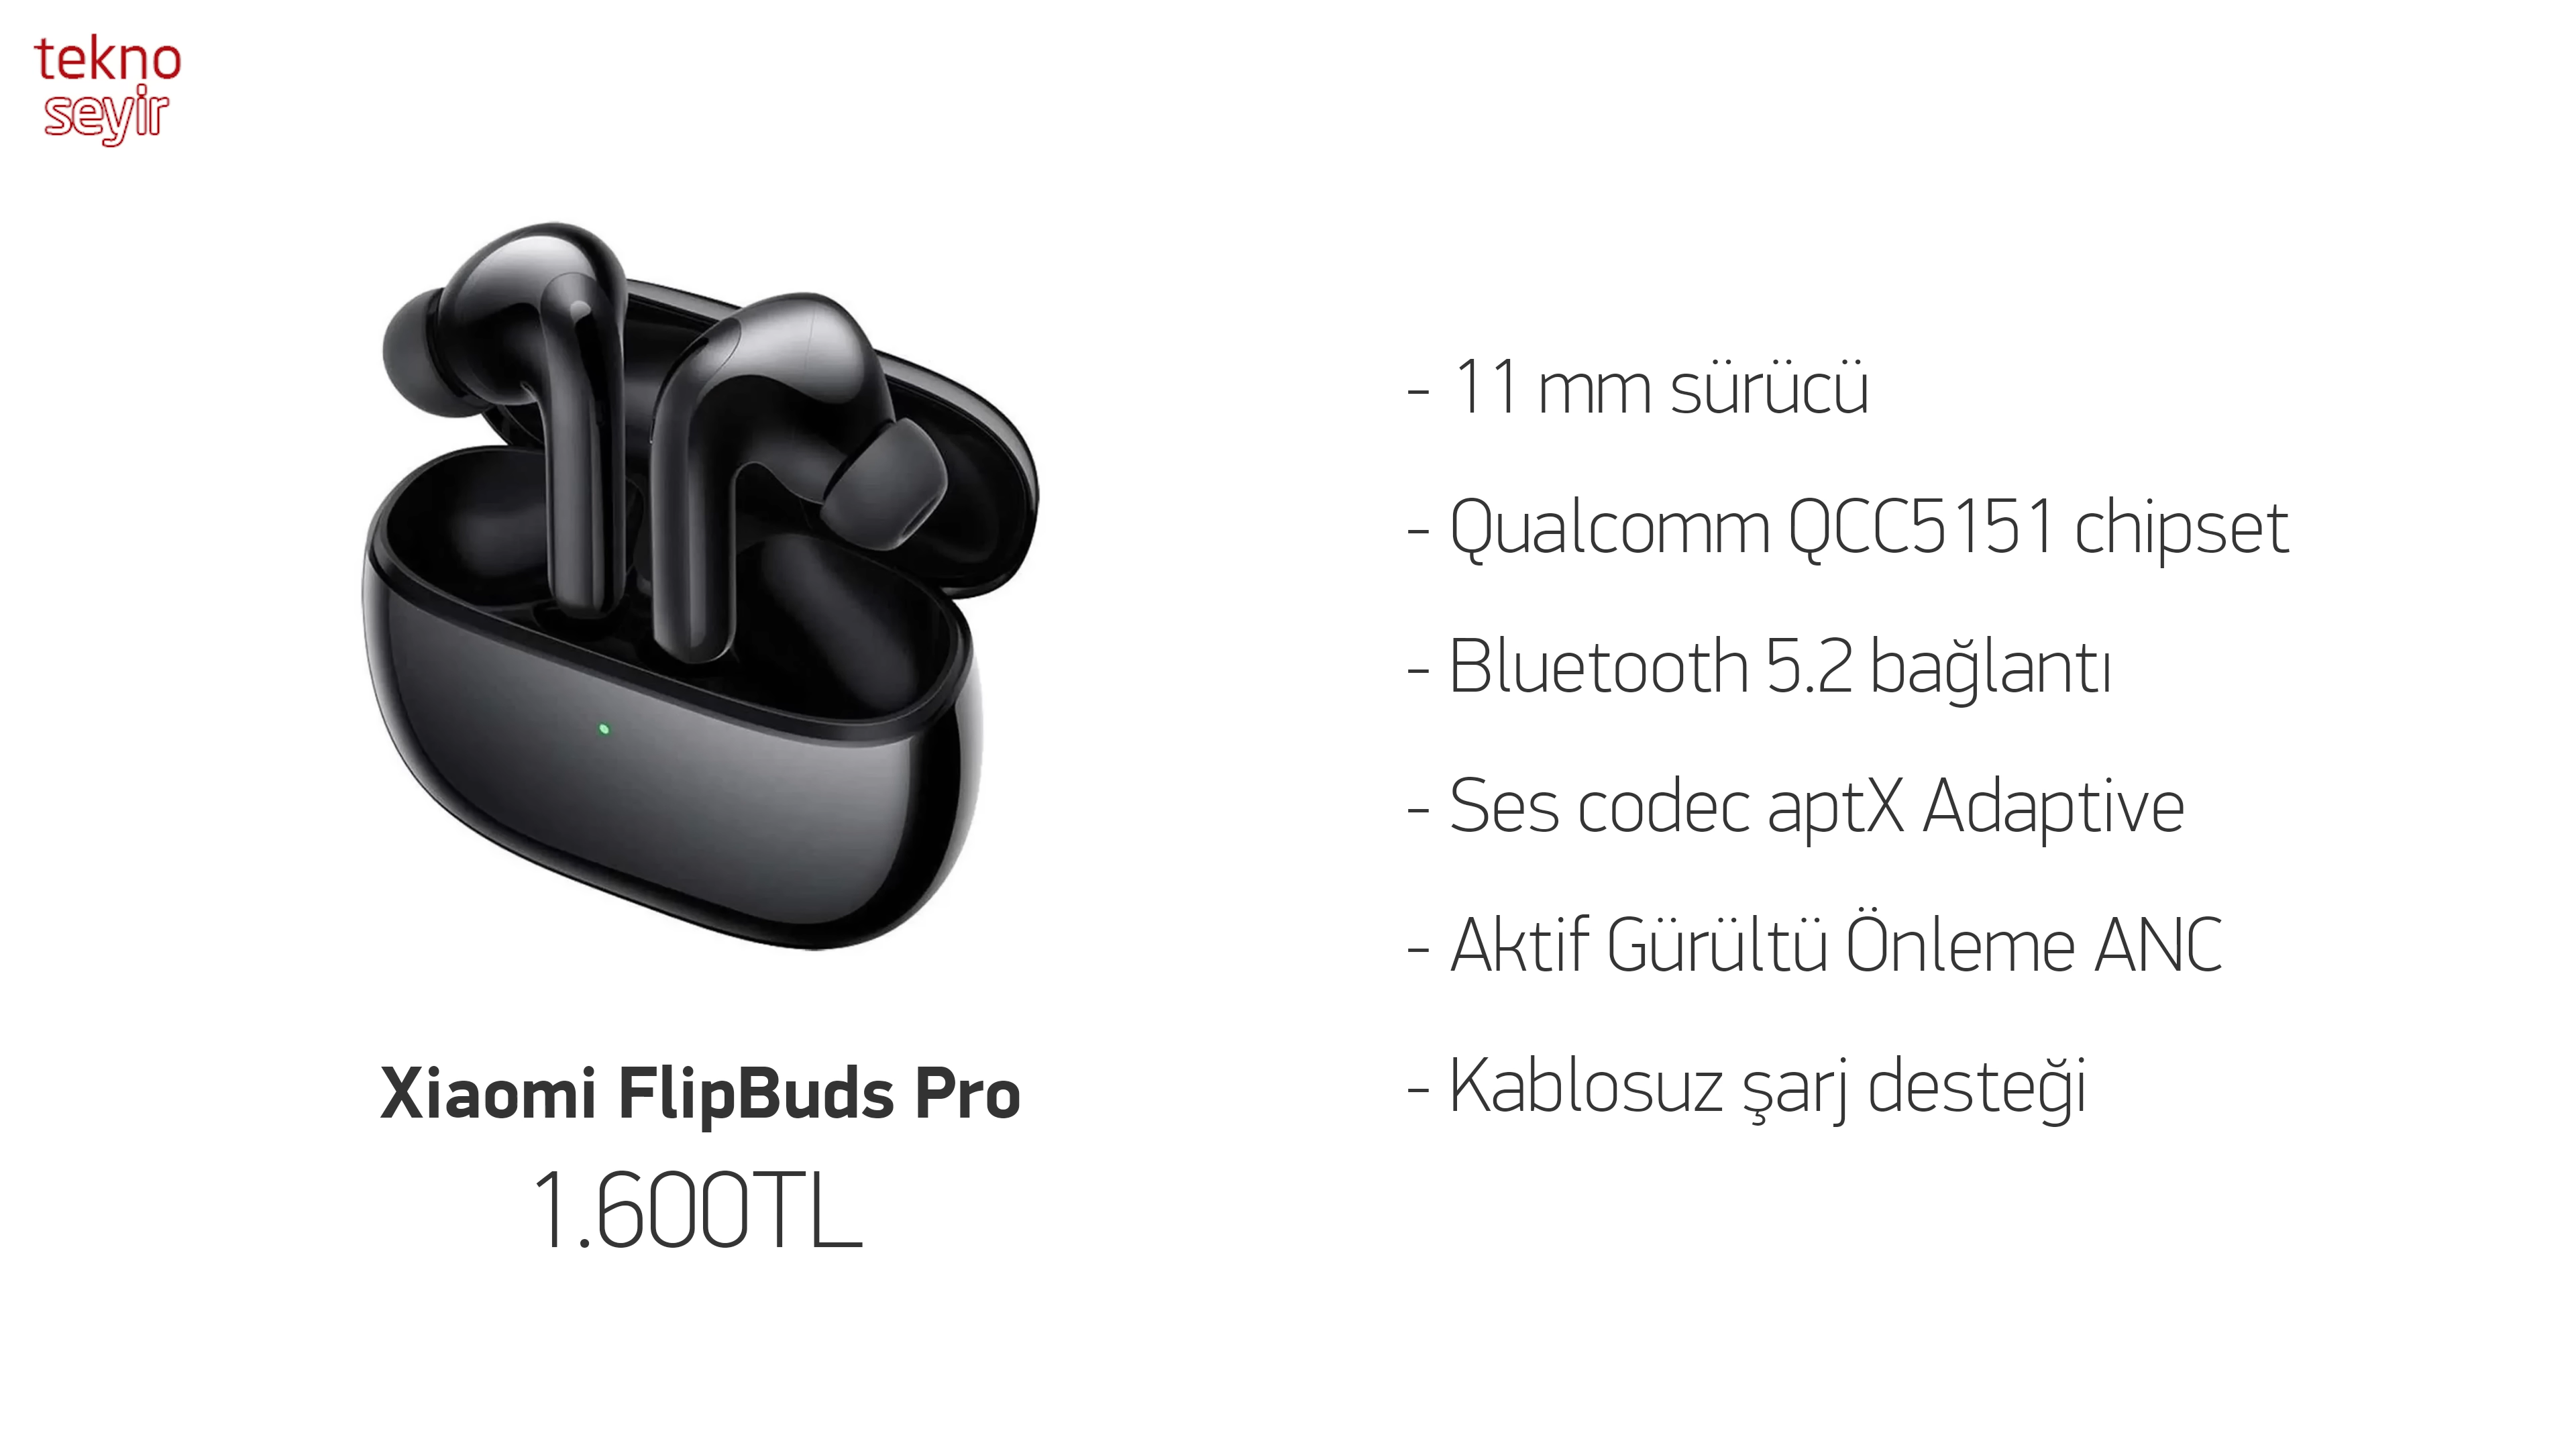 tekno
seyir
- 11 mm sürücü
- Qualcomm QCC5151 chipset
- Bluetooth 5.2 bağlantı
- Ses codec aptX Adaptive
- Aktif Gürültü Önleme ANC
- Kablosuz şarj desteği
Xiaomi FlipBuds Pro
1.600TL